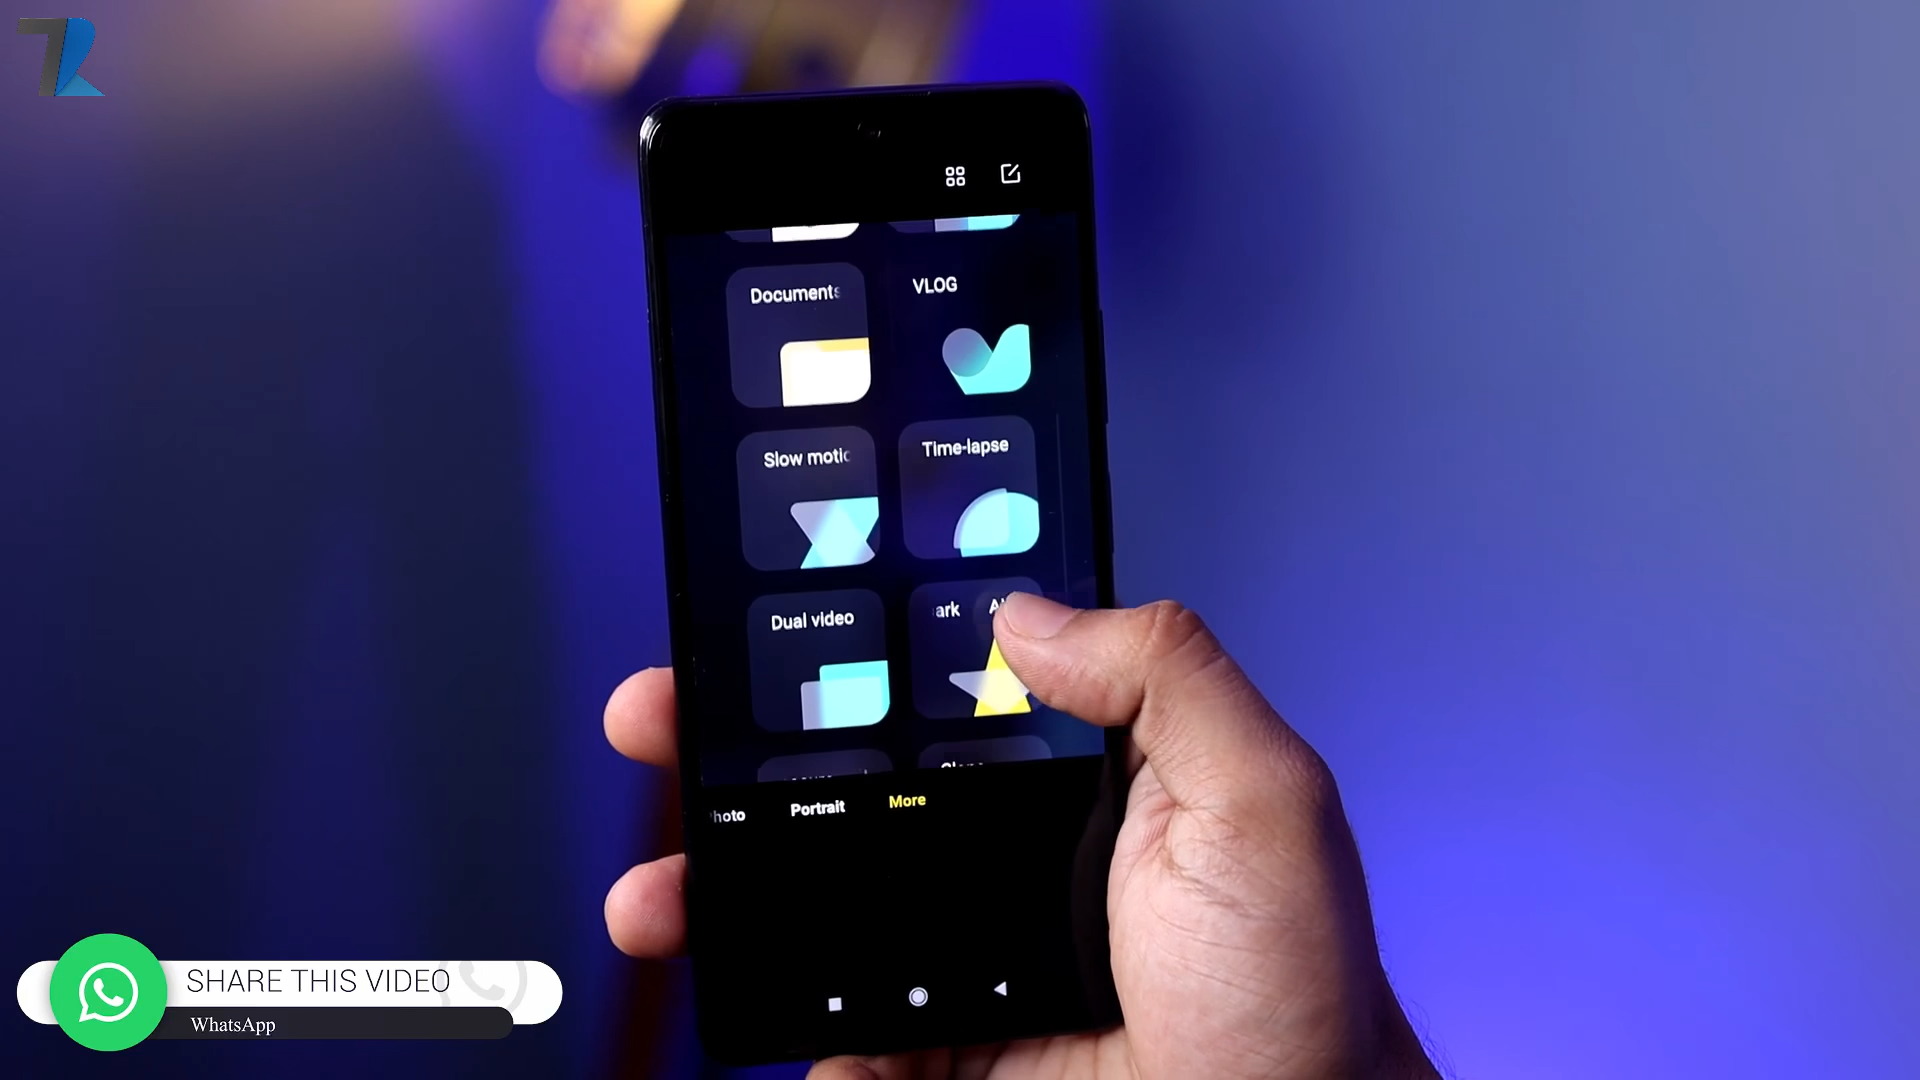 Documents
VLOG
Slow motic
Time-lapse
Dual video
ark
Portrait
More
SHARE THIS VIDEO
WhatsApp